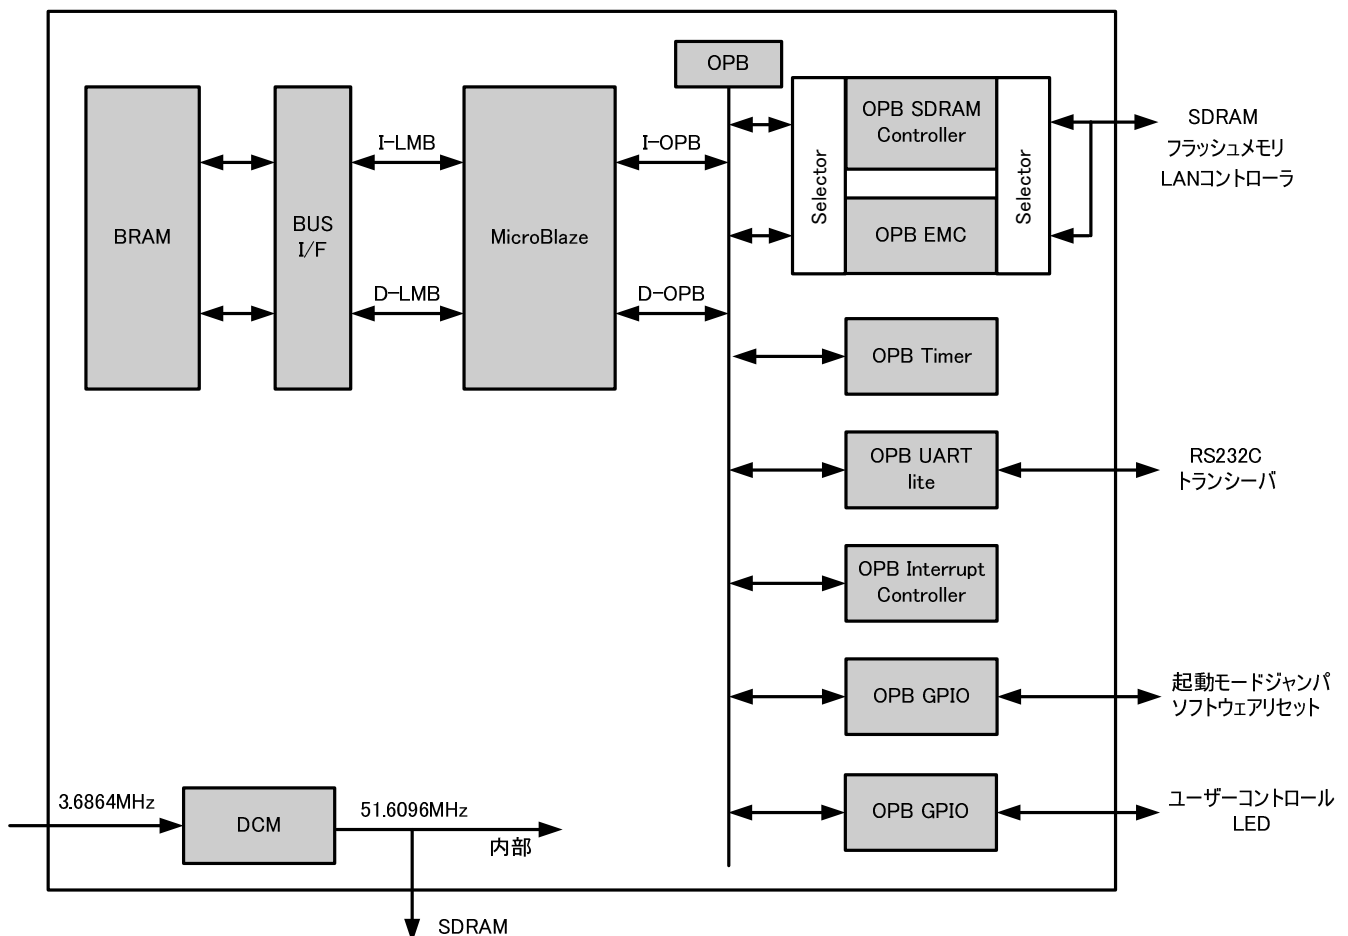 OPB
BRAM
BUS
I/F
I-LMB
D-LMB
MicroBlaze
I-OPB
D-OPB
Selector
OPB SDRAM
Controller
OPB EMC
Selector
SDRAM
フラッシュメモリ
LANコントローラ
OPB Timer
OPB UART
lite
RS232C
トランシーバ
OPB Interrupt
Controller
OPB GPIO
起動モードジャンパ
ソフトウェアリセット
OPB GPIO
ユーザーコントロール
LED
3.6864MHz
DCM
51.6096MHz
内部
SDRAM